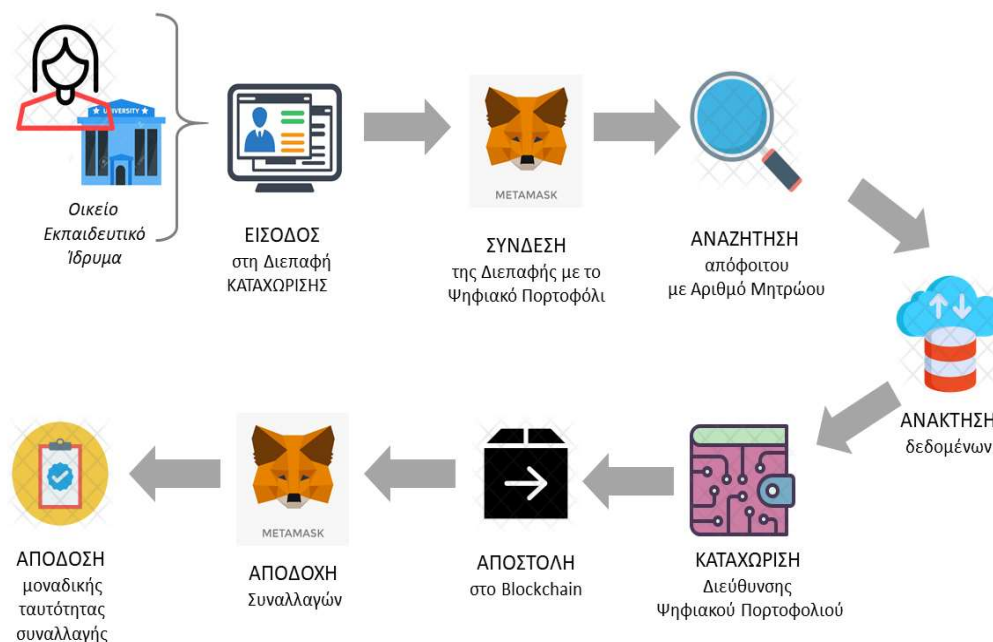 UNIVERSITY
Οικείο
Εκπαιδευτικό
Ίδρυμα
ΕΙΣΟΔΟΣ
στη Διεπαφή
ΚΑΤΑΧΩΡΙΣΗΣ
METAMASK
ΣΥΝΔΕΣΗ
της Διεπαφής με το
Ψηφιακό Πορτοφόλι
ΑΝΑΖΗΤΗΣΗ
απόφοιτου
με Αριθμό Μητρώου
ΑΝΑΚΤΗΣΗ
δεδομένων
ΚΑΤΑΧΩΡΙΣΗ
Διεύθυνσης
Ψηφιακού Πορτοφολιού
ΑΠΟΣΤΟΛΗ
στο Blockchain
METAMASK
ΑΠΟΔΟΧΗ
Συναλλαγών
ΑΠΟΔΟΣΗ
μοναδικής
ταυτότητας
συναλλαγής